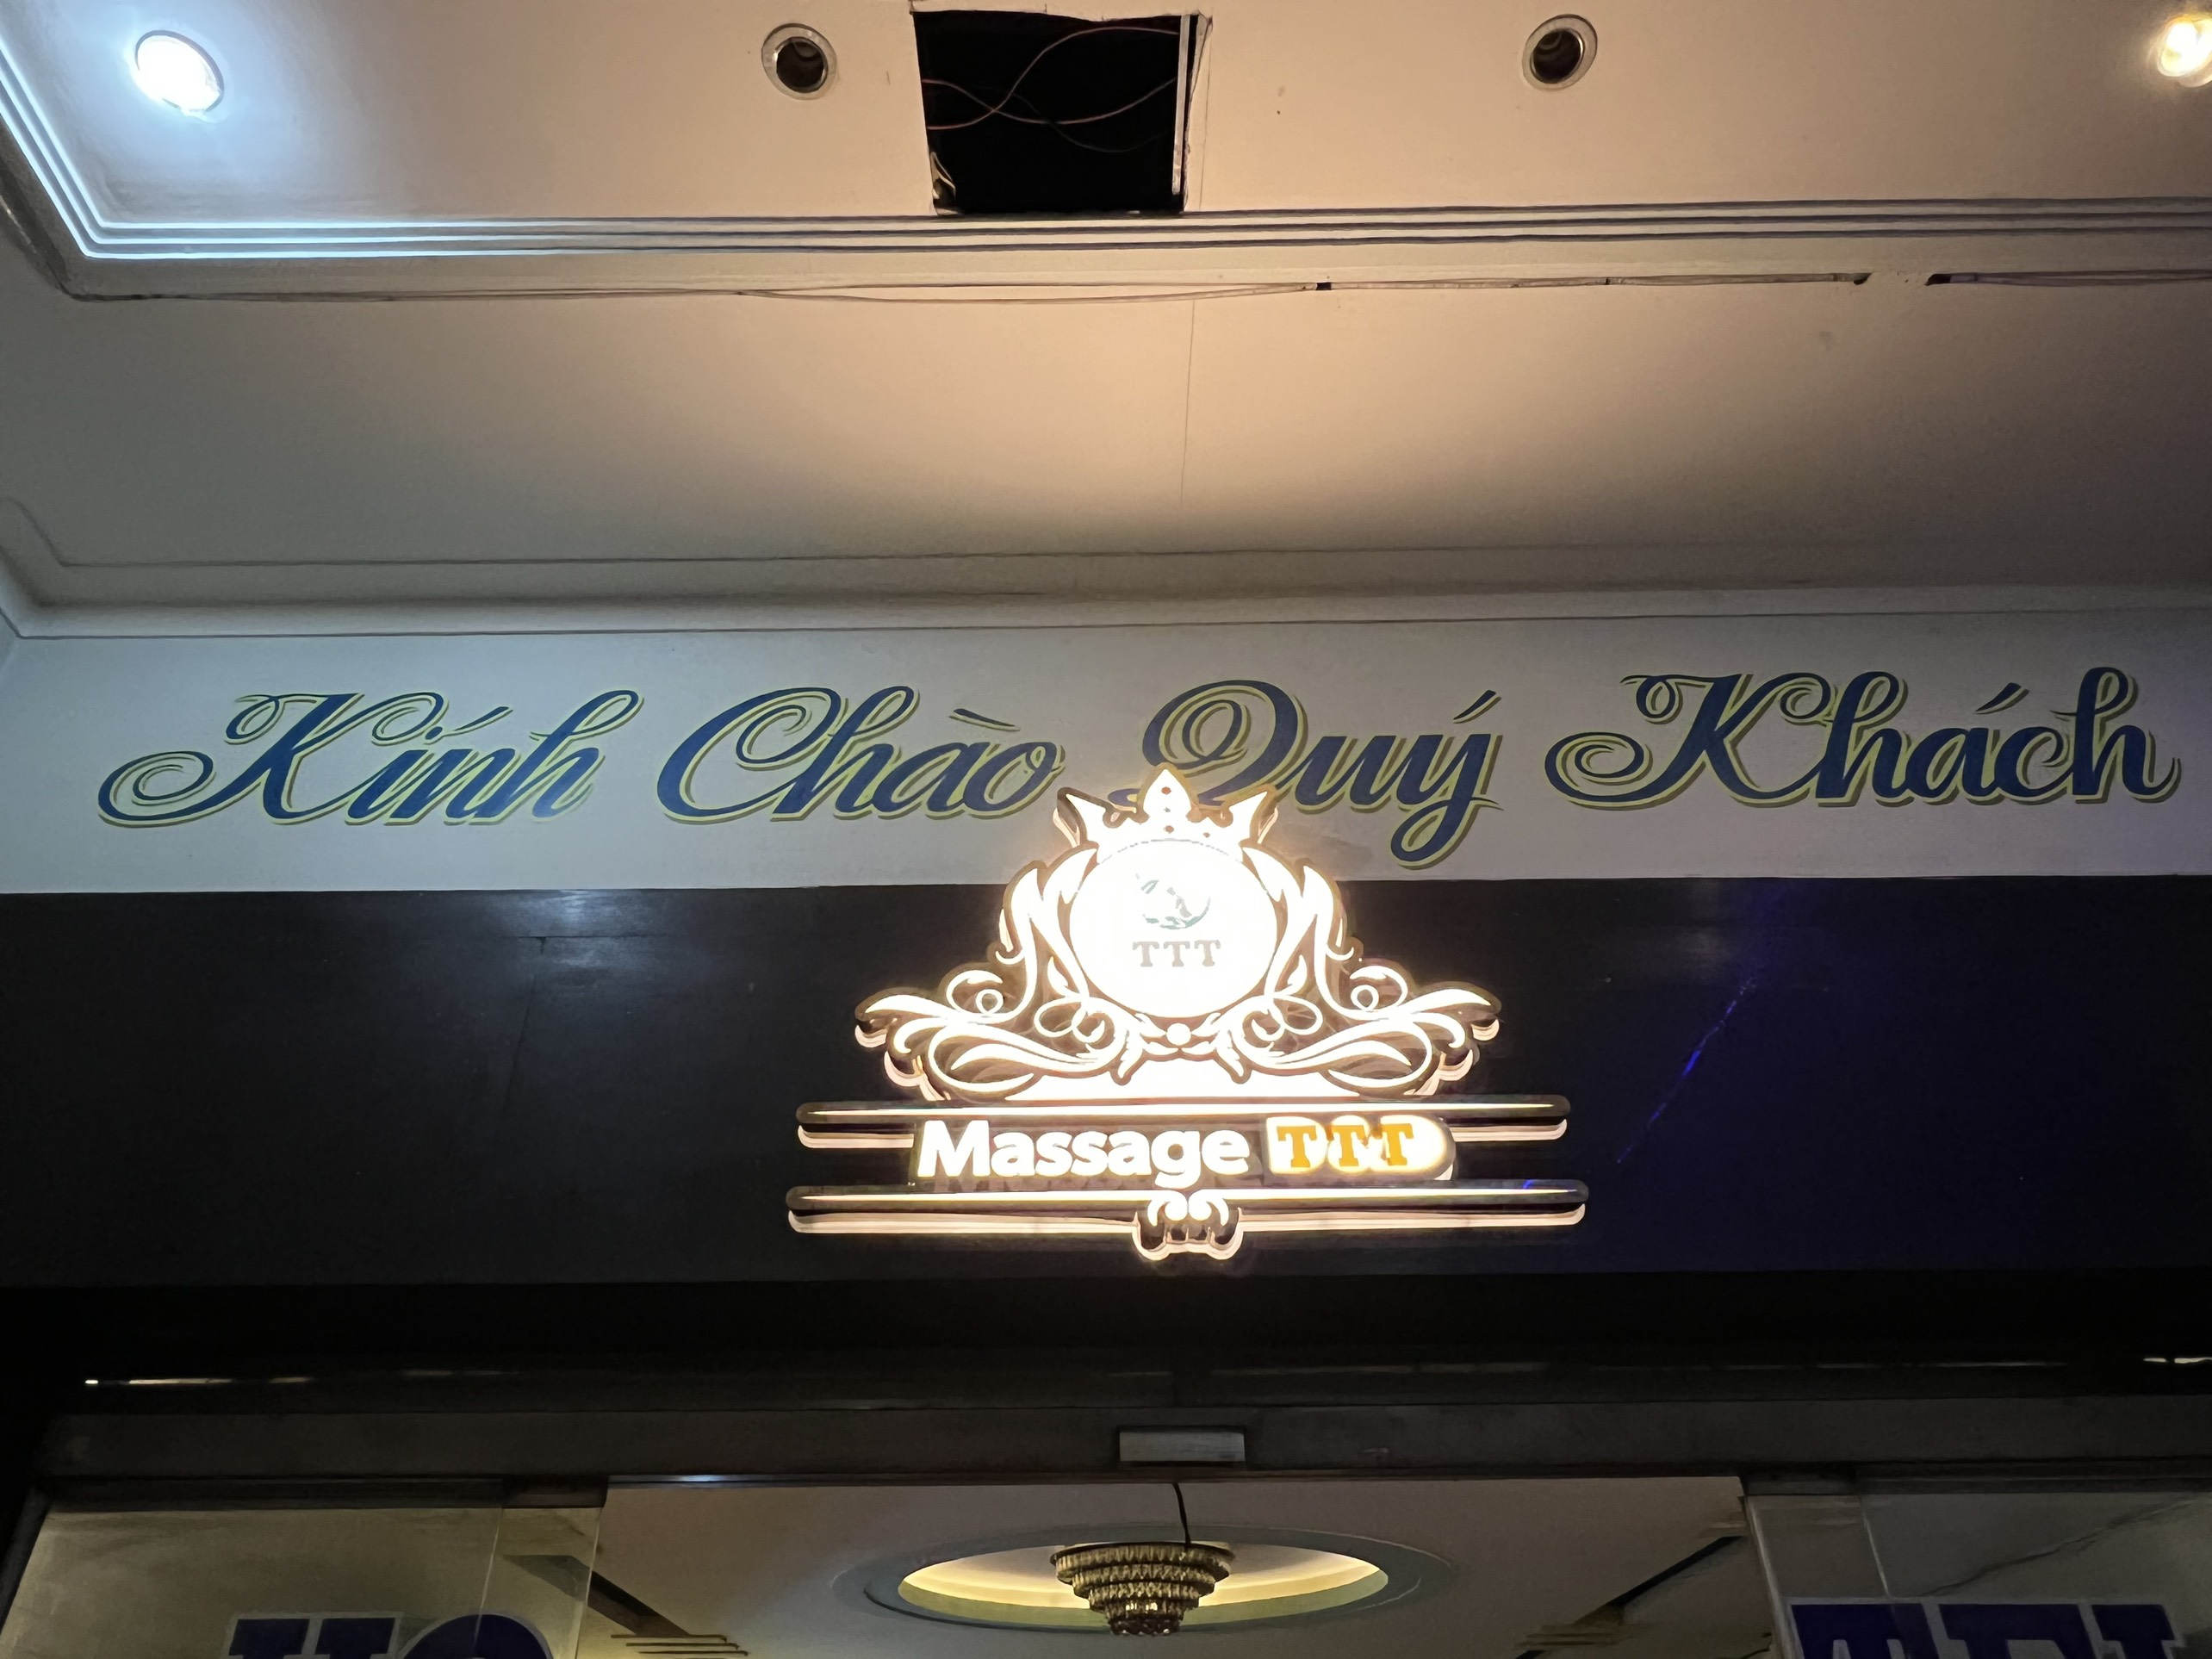 Kính Chào Quý Khách
TTT
Massage TTT